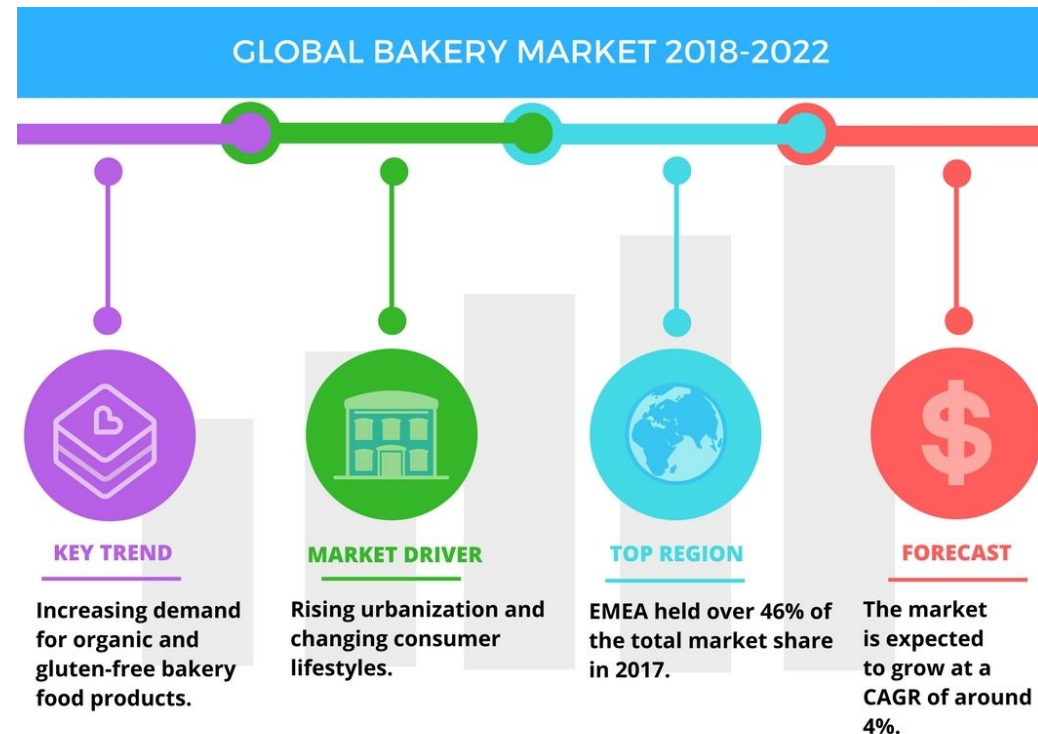 GLOBAL BAKERY MARKET 2018-2022
KEY TREND
Increasing demand
for organic and
gluten-free bakery
food products.
MARKET DRIVER
Rising urbanization and
changing consumer
lifestyles.
TOP REGION
EMEA held over 46% of
the total market share
in 2017.
FORECAST
The market
is expected
to grow at a
CAGR of around
4%.